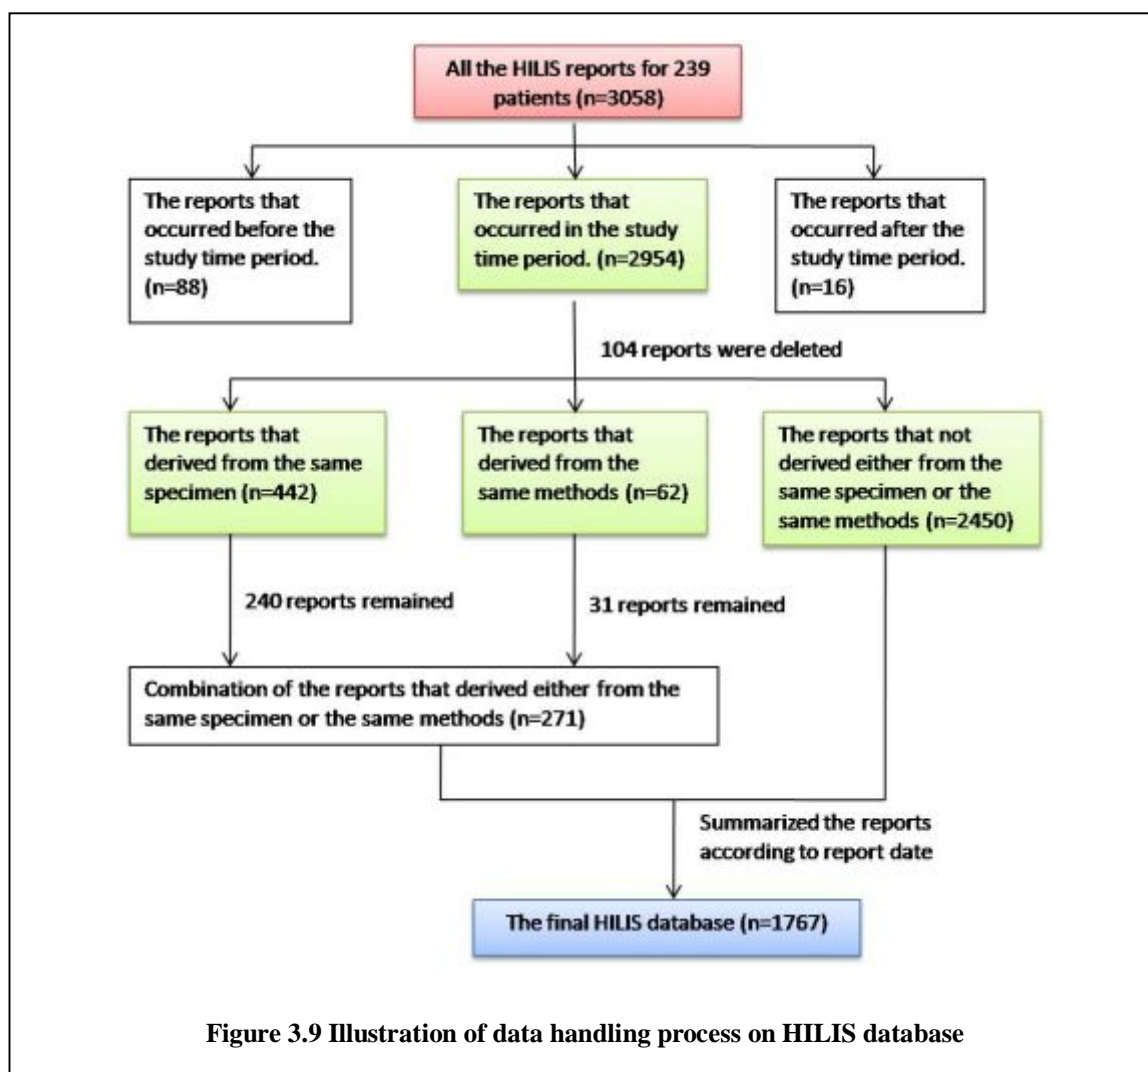 All the HILIS reports for 239
patients (n=3058)
The reports that
occurred before the
study time period.
(n=88)
The reports that
occurred in the study
time period. (n=2954)
The reports that
occurred after the
study time period.
(n=16)
104 reports were deleted
The reports that
derived from the same
specimen (n=442)
The reports that
derived from the
same methods (n=62)
The reports that not
derived either from the
same specimen or the
same methods (n=2450)
240 reports remained
31 reports remained
Combination of the reports that derived either from the
same specimen or the same methods (n=271)
Summarized the reports
according to report date
The final HILIS database (n=1767)
Figure 3.9 Illustration of data handling process on HILIS database